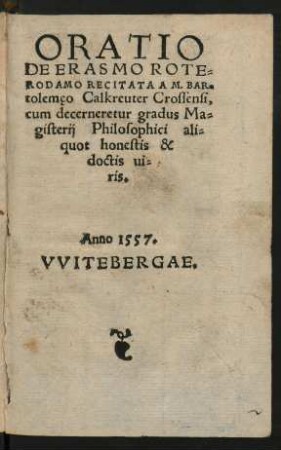 ORATIO
DE ERASMO ROTE=
RODAMO RECITATA A M. BAR=
tolemęo Calkreuter Crossensi,
cum decerneretur gradus Ma=
gisterij Philosophici ali=
quot honestis &
doctis ui=
ris.
Anno 1557.
VVITEBERGAE.